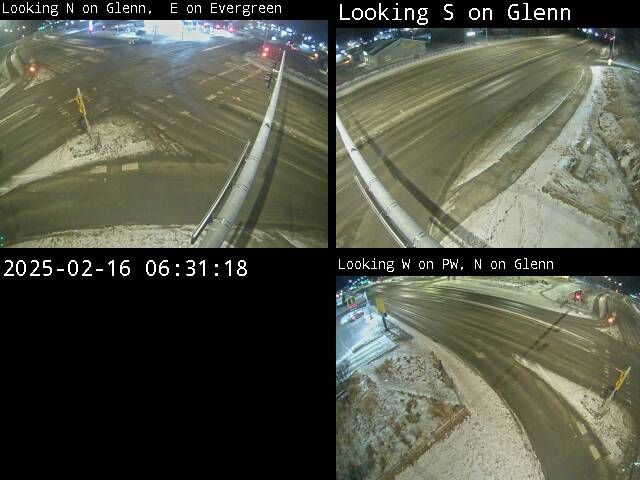 Looking N on Glenn,  E on Evergreen
Looking S on Glenn
2025-02-16 06:31:18
Looking W on PW, N on Glenn